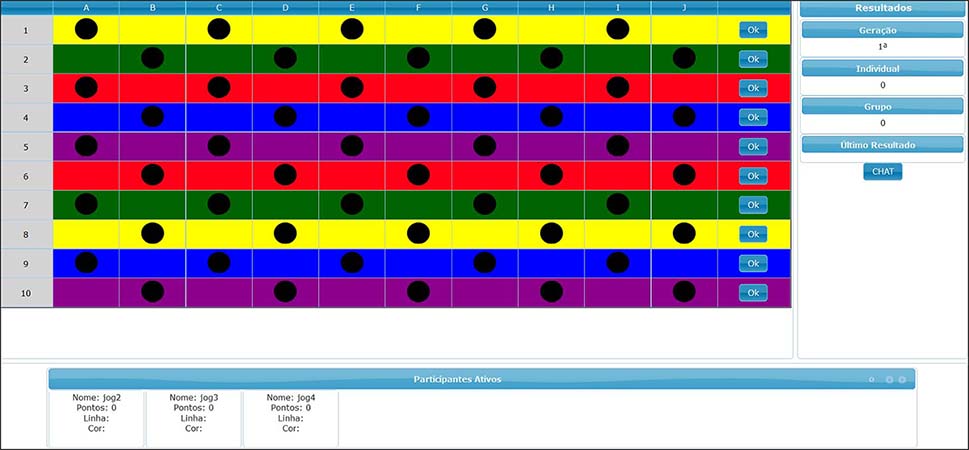 A B C D E F G H I J
1 Ok
2 Ok
3 Ok
4 Ok
5 Ok
6 Ok
7 Ok
8 Ok
9 Ok
10 Ok
Resultados
Geração
1ª
Individual
0
Grupo
0
Último Resultado
CHAT
Participantes Ativos
Nome: jog2
Pontos: 0
Linha:
Cor:
Nome: jog3
Pontos: 0
Linha:
Cor:
Nome: jog4
Pontos: 0
Linha:
Cor: